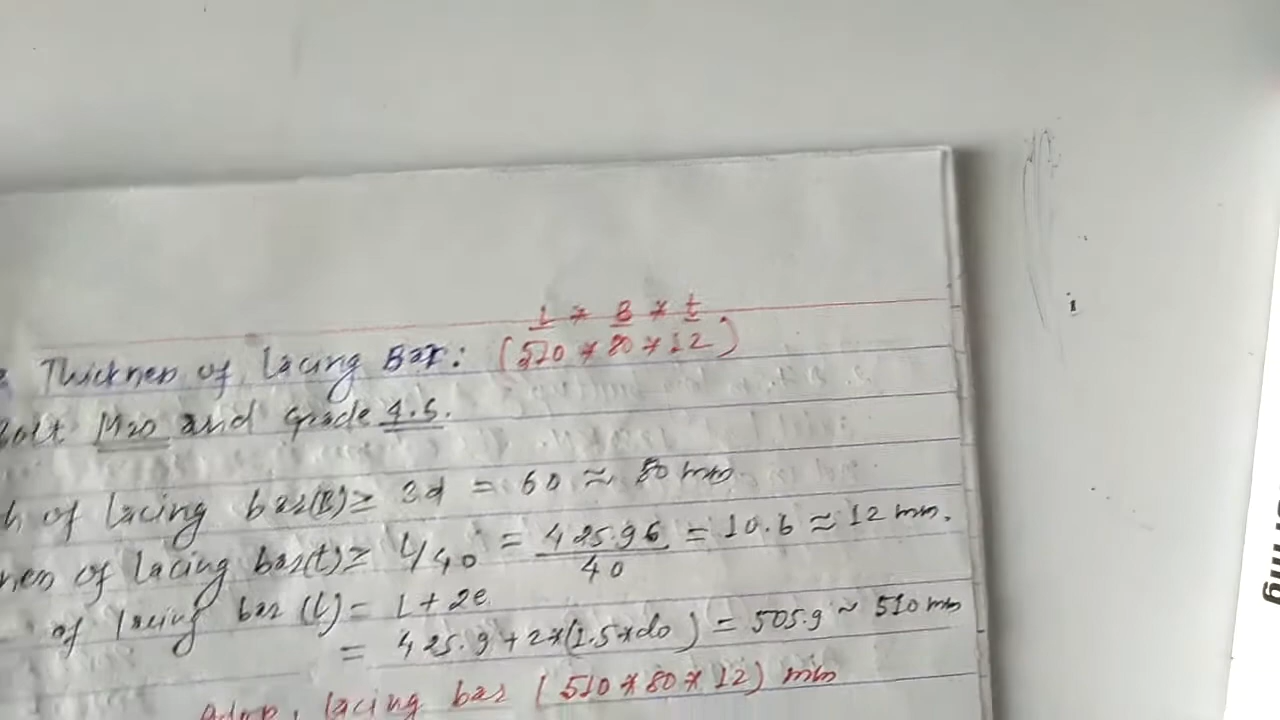 L * B * t
Thickness of lacing Bar: (510 * 80 * 12)
Bolt M20 and grade 4.6.
of lacing bar(B) ≥ 3d = 60 ≈ 80 mm
of lacing bar(t) ≥ L/40 = 425.96/40 = 10.6 ≈ 12 mm.
of lacing bar (L) = L + 2e
= 425.9 + 2*(1.5*do) = 505.9 ~ 510 mm
lacing bar (510 * 80 * 12) mm